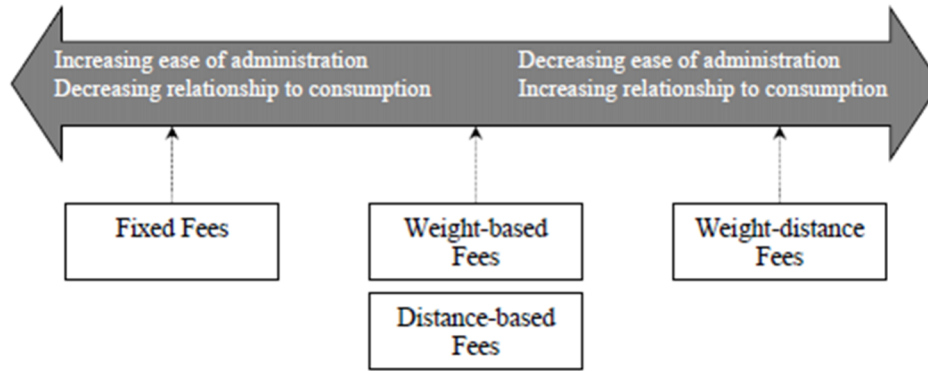 Increasing ease of administration
Decreasing relationship to consumption
Decreasing ease of administration
Increasing relationship to consumption
Fixed Fees
Weight-based
Fees
Distance-based
Fees
Weight-distance
Fees